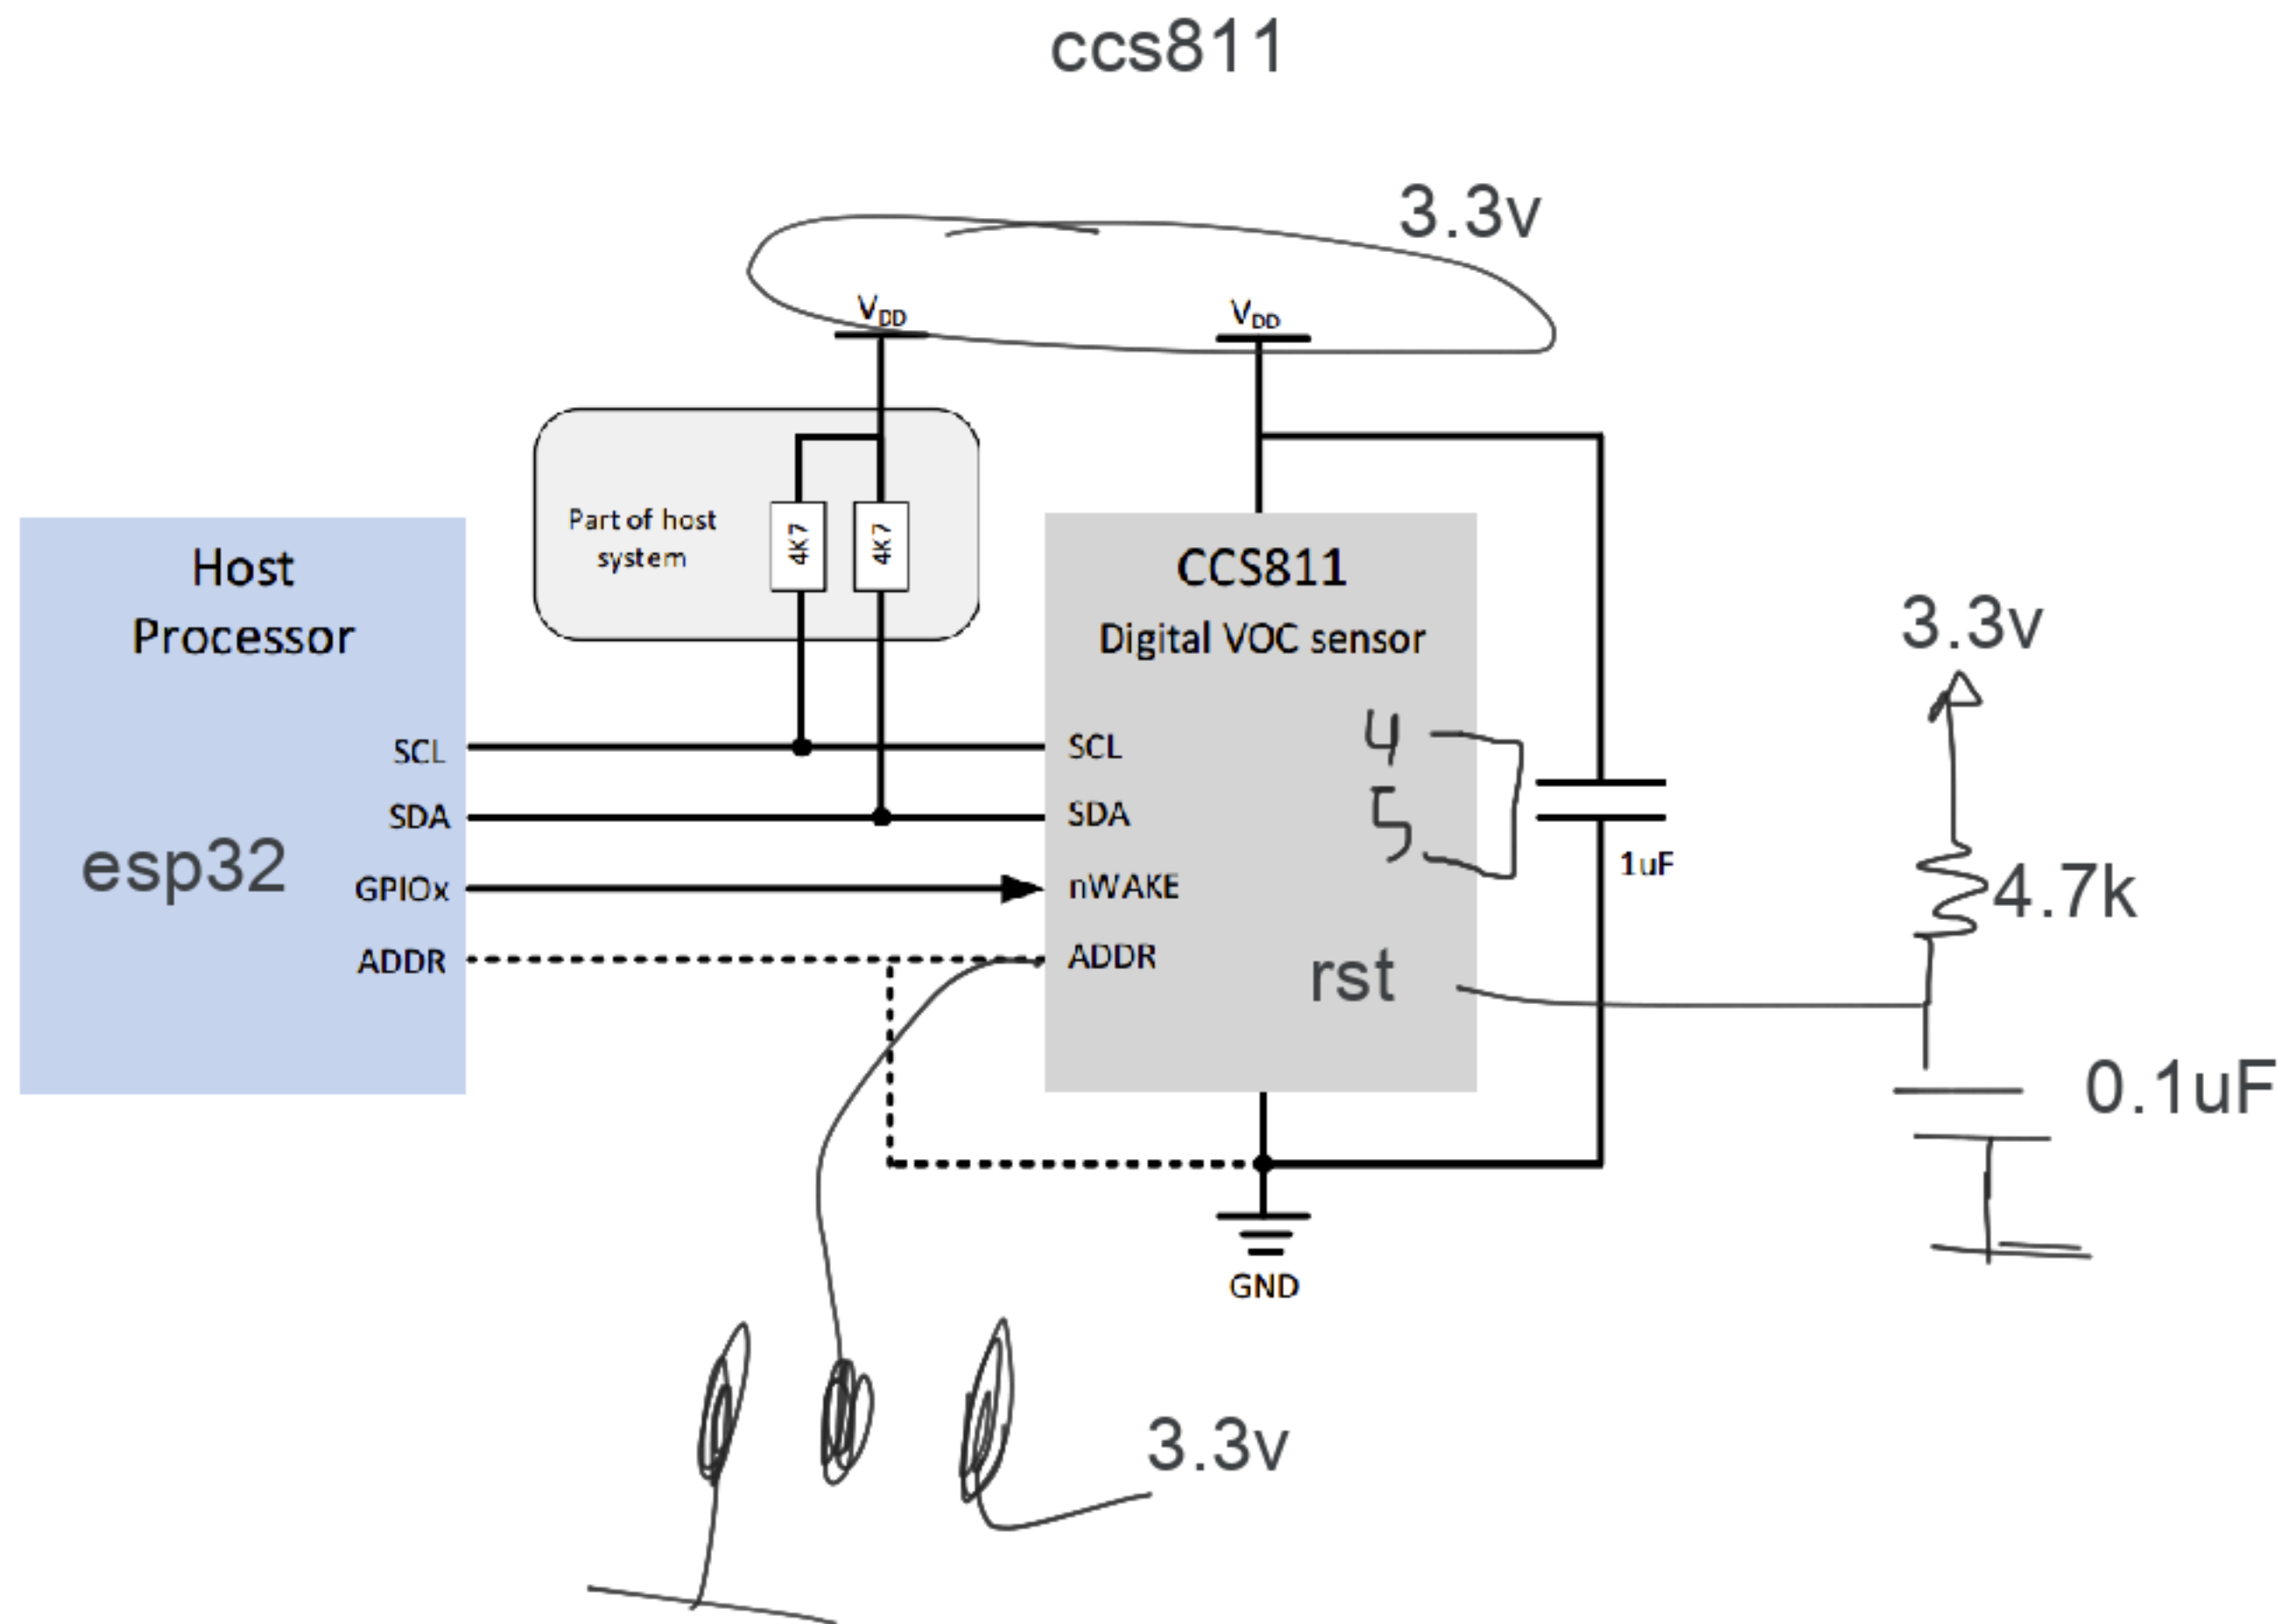 ccs811
3.3v
VDD
VDD
Part of host
system
4K7
4K7
Host
Processor
CCS811
Digital VOC sensor
3.3v
SCL
SCL
4
SDA
SDA
5
esp32
GPIOx
nWAKE
1uF
4.7k
ADDR
ADDR
rst
0.1uF
GND
3.3v